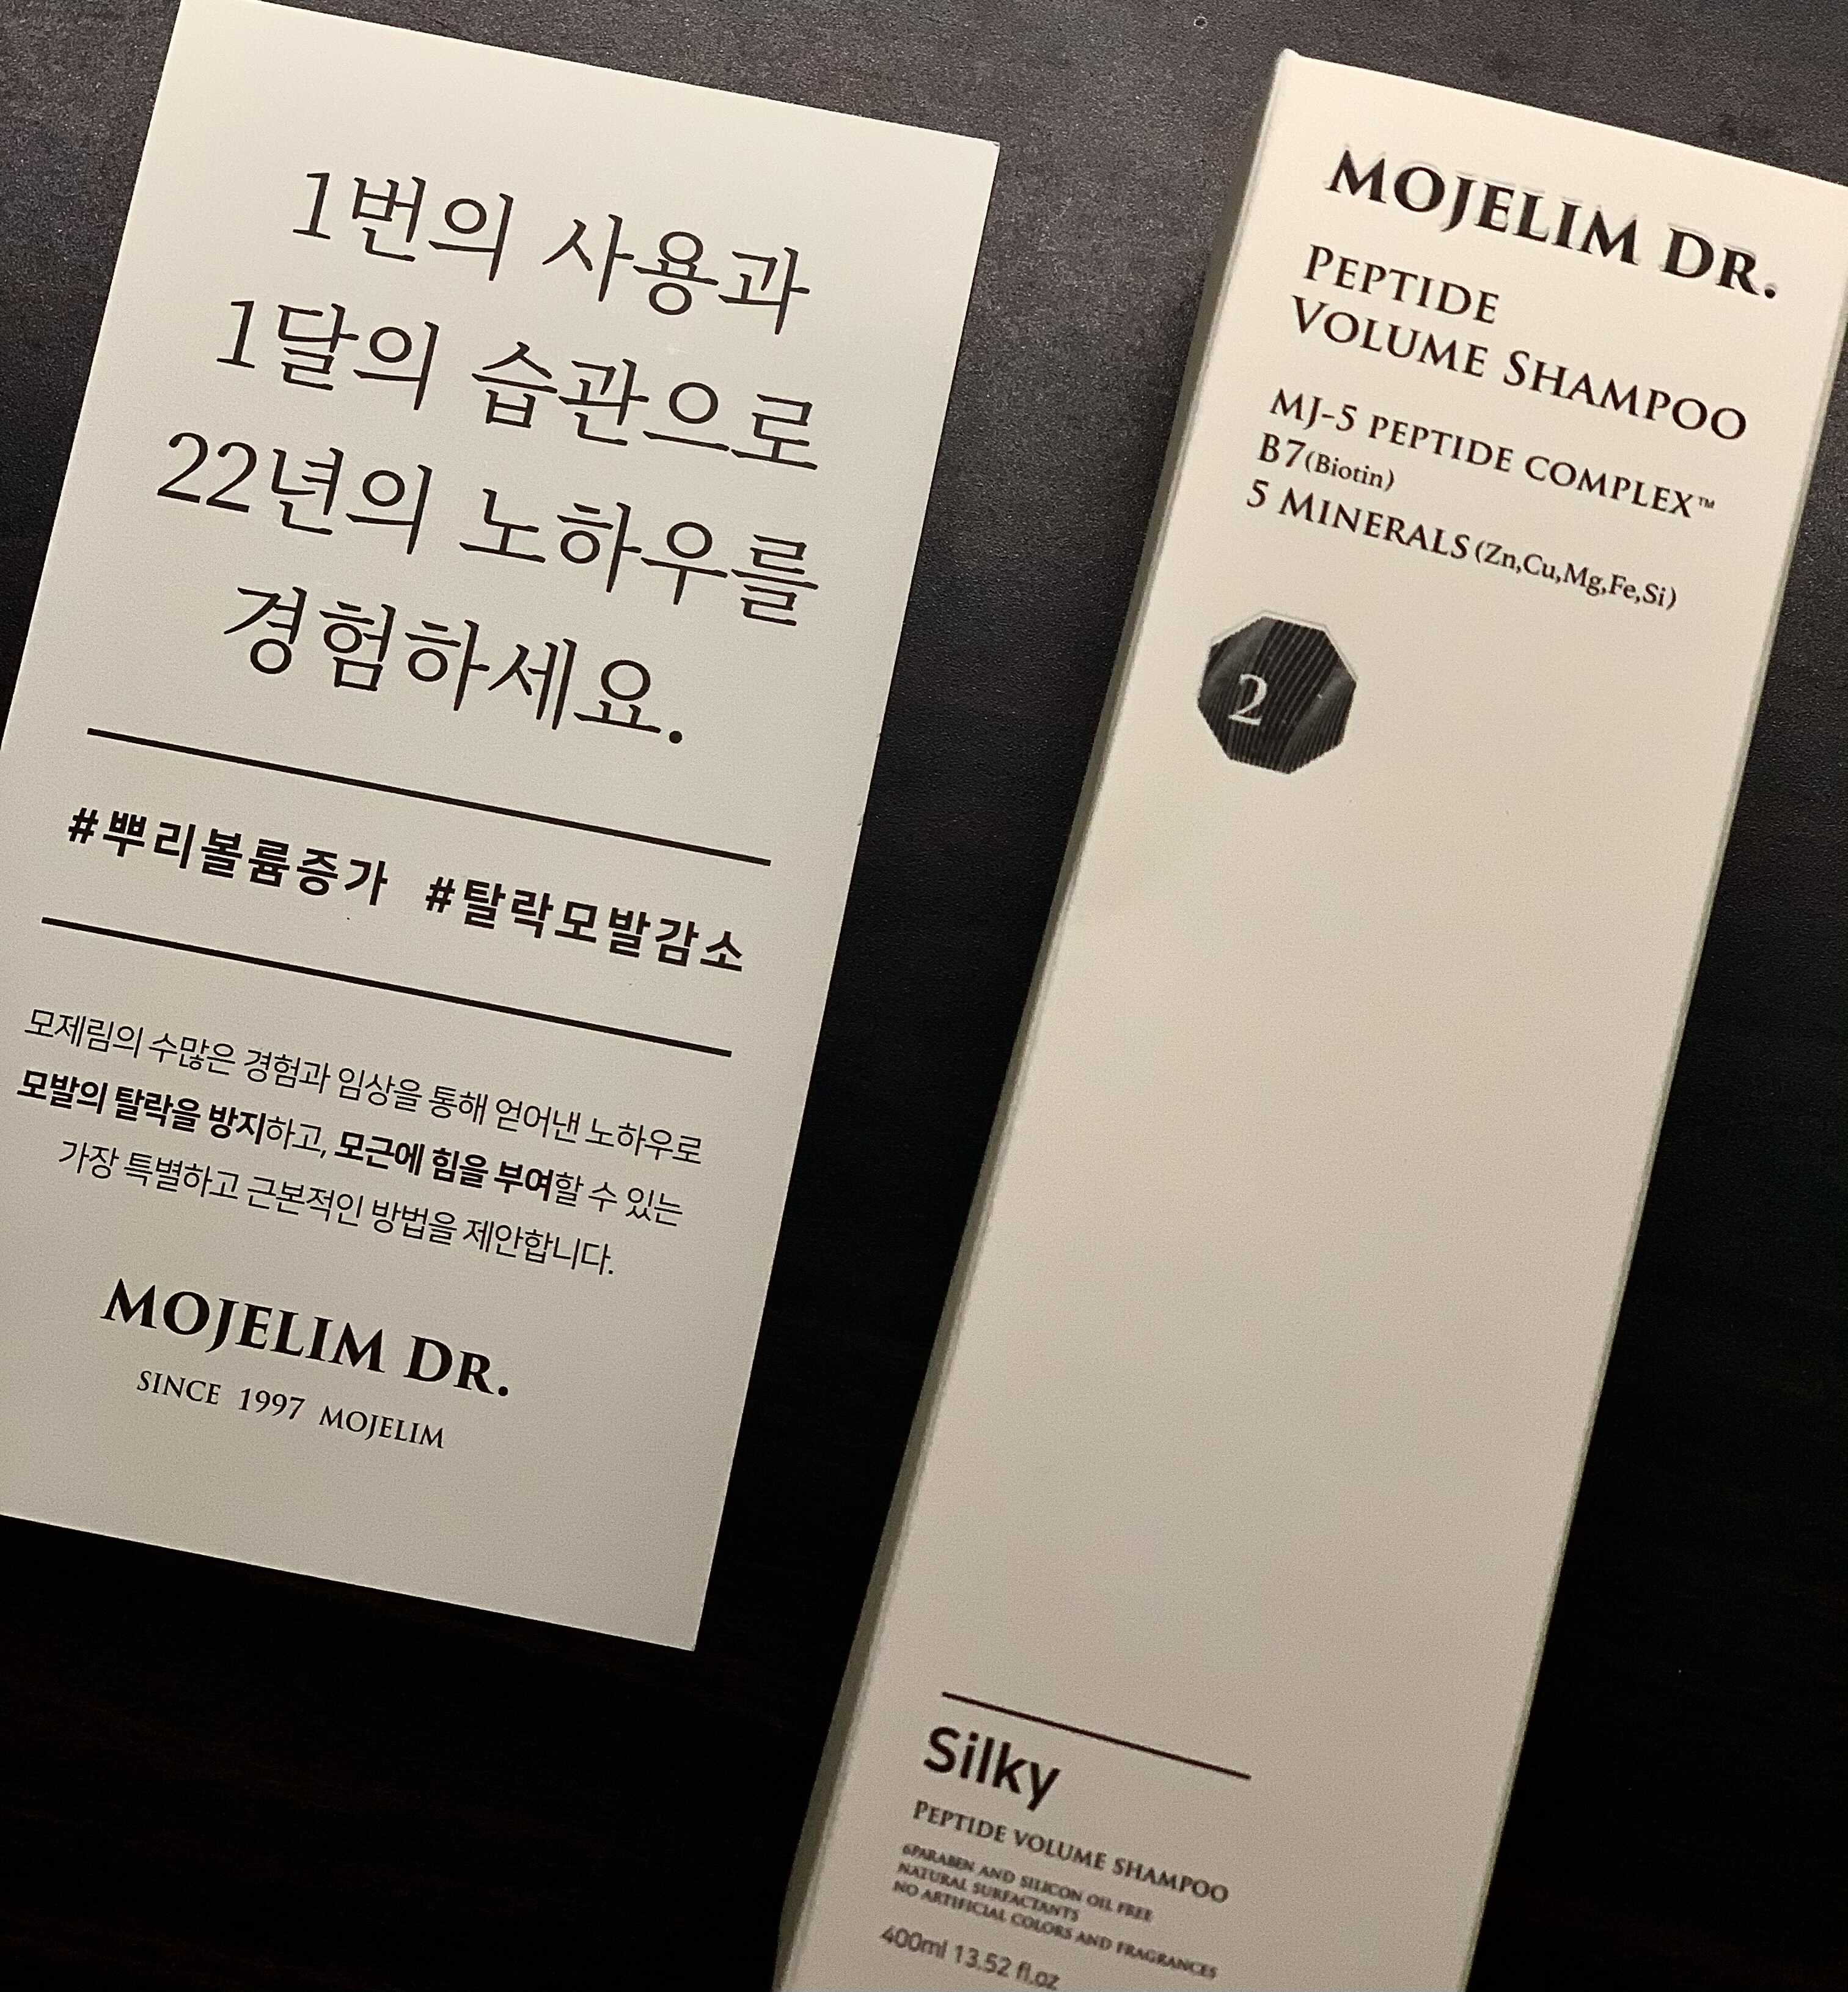 1번의 사용과
1달의 습관으로
22년의 노하우를
경험하세요.
#뿌리볼륨증가 #탈락모발감소
모제림의 수많은 경험과 임상을 통해 얻어낸 노하우로
모발의 탈락을 방지하고, 모근에 힘을 부여할 수 있는
가장 특별하고 근본적인 방법을 제안합니다.
MOJELIM DR.
SINCE 1997 MOJELIM
MOJELIM DR.
PEPTIDE
VOLUME SHAMPOO
MJ-5 PEPTIDE COMPLEX™
B7(Biotin)
5 MINERALS(Zn,Cu,Mg,Fe,Si)
2
Silky
PEPTIDE VOLUME SHAMPOO
6PARABEN AND SILICON OIL FREE
NATURAL SURFACTANTS
NO ARTIFICIAL COLORS AND FRAGRANCES
400ml 13.52 fl.oz